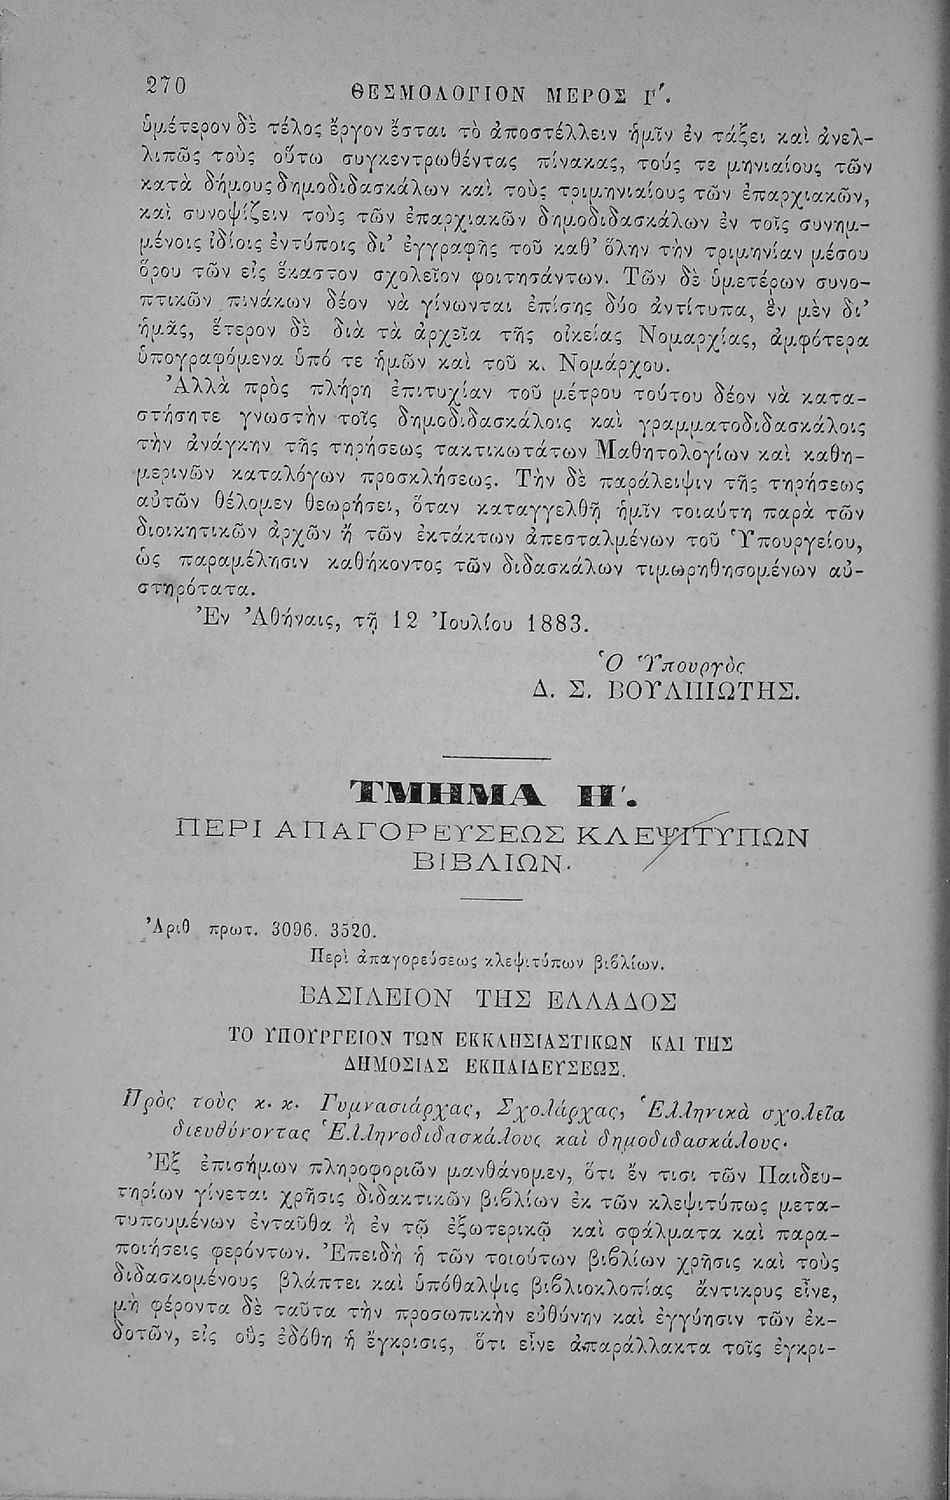 270 ΘΕΣΜΟΛΟΓΙΟΝ ΜΕΡΟΣ Γʹ.
ὑμέτερον δὲ τέλος ἔργον ἔσται τὸ ἀποστέλλειν ἡμῖν ἐν τάξει καὶ ἀνελ-
λιπῶς τοὺς οὕτω συγκεντρωθέντας πίνακας, τούς τε μηνιαίους τῶν
κατὰ δήμους δημοδιδασκάλων καὶ τοὺς τριμηνιαίους τῶν ἐπαρχιακῶν,
καὶ συνοψίζειν τοὺς τῶν ἐπαρχιακῶν δημοδιδασκάλων ἐν τοῖς συνημ-
μένοις ἰδίοις ἐντύποις δι’ ἐγγραφῆς τοῦ καθ’ ὅλην τὴν τριμηνίαν μέσου
ὅρου τῶν εἰς ἕκαστον σχολεῖον φοιτησάντων. Τῶν δὲ ὑμετέρων συνο-
πτικῶν πινάκων δέον νὰ γίνωνται ἐπίσης δύο ἀντίτυπα, ἓν μὲν δι’
ἡμᾶς, ἕτερον δὲ διὰ τὰ ἀρχεῖα τῆς οἰκείας Νομαρχίας, ἀμφότερα
ὑπογραφόμενα ὑπό τε ἡμῶν καὶ τοῦ κ. Νομάρχου.
Ἀλλὰ πρὸς πλήρη ἐπιτυχίαν τοῦ μέτρου τούτου δέον νὰ κατα-
στήσητε γνωστὴν τοῖς δημοδιδασκάλοις καὶ γραμματοδιδασκάλοις
τὴν ἀνάγκην τῆς τηρήσεως τακτικωτάτων Μαθητολογίων καὶ καθη-
μερινῶν καταλόγων προσκλήσεως. Τὴν δὲ παράλειψιν τῆς τηρήσεως
αὐτῶν θέλομεν θεωρήσει, ὅταν καταγγελθῇ ἡμῖν τοιαύτη παρὰ τῶν
διοικητικῶν ἀρχῶν ἢ τῶν ἐκτάκτων ἀπεσταλμένων τοῦ Ὑπουργείου,
ὡς παραμέλησιν καθήκοντος τῶν διδασκάλων τιμωρηθησομένων αὐ-
στηρότατα.
Ἐν Ἀθήναις, τῇ 12 Ἰουλίου 1883.
Ὁ Ὑπουργὸς
Δ. Σ. ΒΟΥΛΠΙΩΤΗΣ.
ΤΜΗΜΑ Ηʹ.
ΠΕΡΙ ΑΠΑΓΟΡΕΥΣΕΩΣ ΚΛΕΨΙΤΥΠΩΝ
ΒΙΒΛΙΩΝ.
Ἀριθ πρωτ. 3096. 3520.
Περὶ ἀπαγορεύσεως κλεψιτύπων βιβλίων.
ΒΑΣΙΛΕΙΟΝ ΤΗΣ ΕΛΛΑΔΟΣ
ΤΟ ΥΠΟΥΡΓΕΙΟΝ ΤΩΝ ΕΚΚΛΗΣΙΑΣΤΙΚΩΝ ΚΑΙ ΤΗΣ
ΔΗΜΟΣΙΑΣ ΕΚΠΑΙΔΕΥΣΕΩΣ.
Πρὸς τοὺς κ. κ. Γυμνασιάρχας, Σχολάρχας, Ἑλληνικὰ σχολεῖα
διευθύνοντας Ἑλληνοδιδασκάλους καὶ δημοδιδασκάλους.
Ἐξ ἐπισήμων πληροφοριῶν μανθάνομεν, ὅτι ἔν τισι τῶν Παιδευ-
τηρίων γίνεται χρῆσις διδακτικῶν βιβλίων ἐκ τῶν κλεψιτύπως μετα-
τυπουμένων ἐνταῦθα ἢ ἐν τῷ ἐξωτερικῷ καὶ σφάλματα καὶ παρα-
ποιήσεις φερόντων. Ἐπειδὴ ἡ τῶν τοιούτων βιβλίων χρῆσις καὶ τοὺς
διδασκομένους βλάπτει καὶ ὑπόθαλψις βιβλιοκλοπίας ἄντικρυς εἶνε,
μὴ φέροντα δὲ ταῦτα τὴν προσωπικὴν εὐθύνην καὶ ἐγγύησιν τῶν ἐκ-
δοτῶν, εἰς οὓς ἐδόθη ἡ ἔγκρισις, ὅτι εἶνε ἀπαράλλακτα τοῖς ἐγκρι-